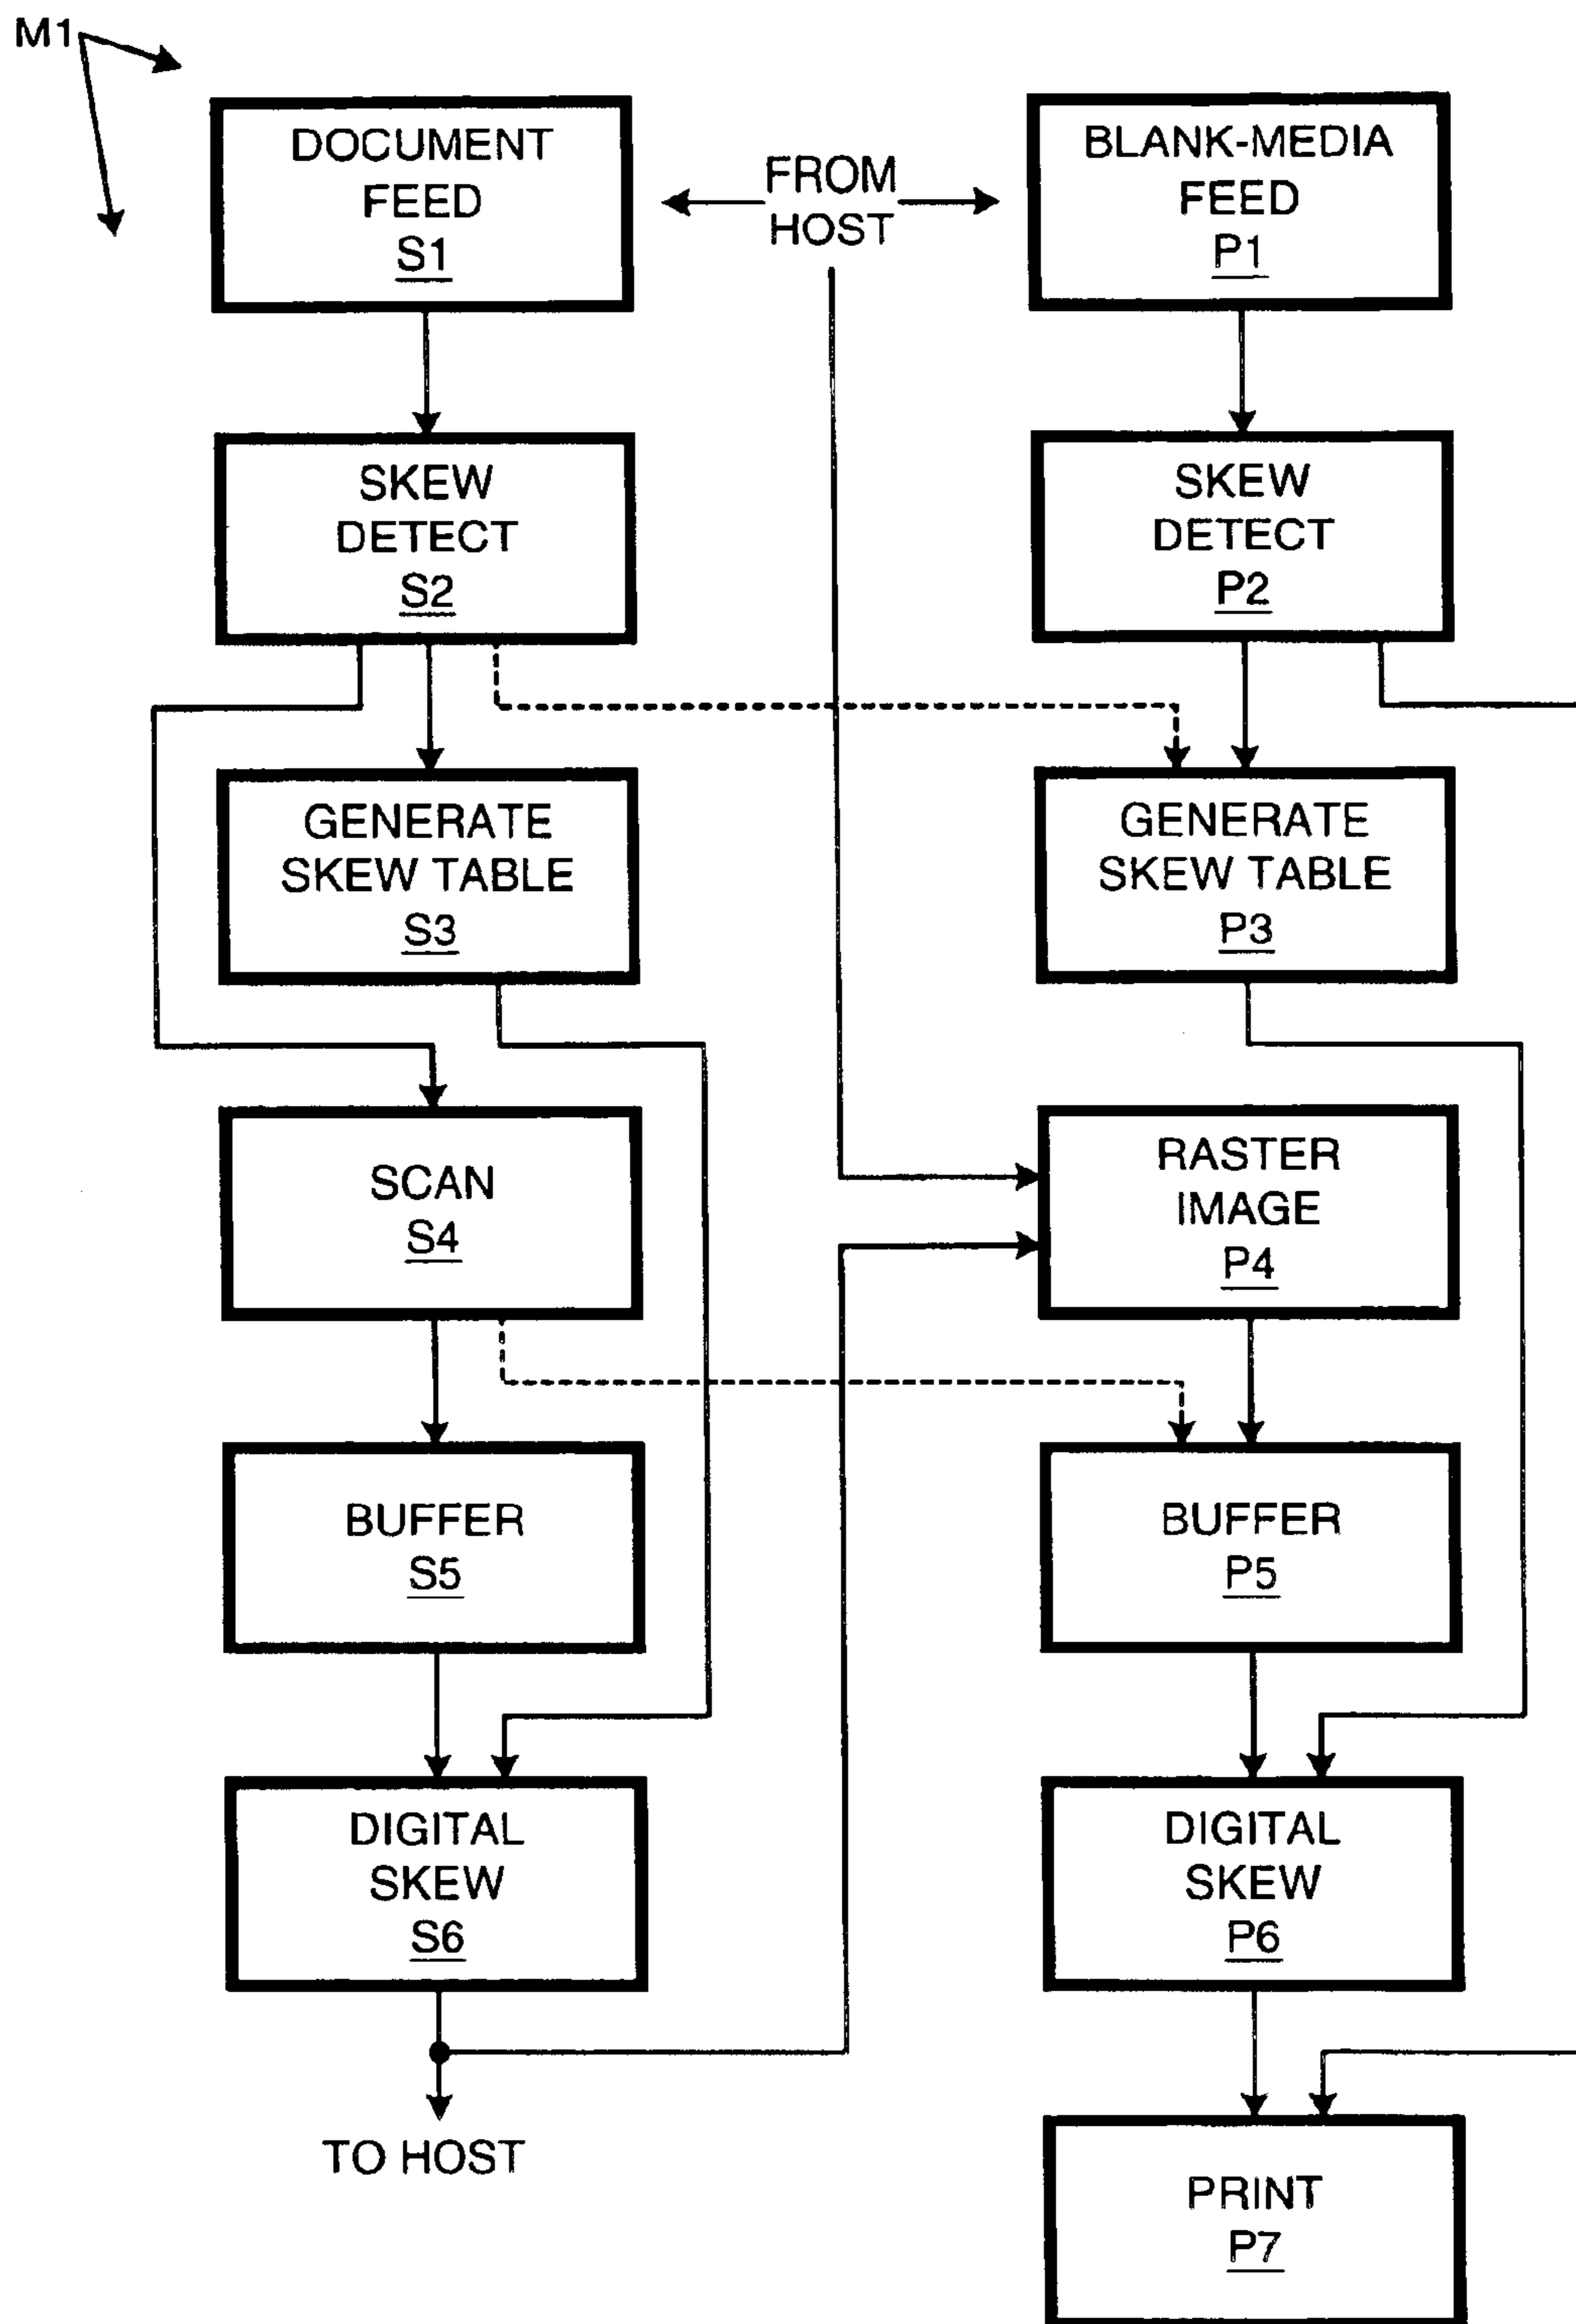 M1
DOCUMENT
FEED
S1
FROM
HOST
BLANK-MEDIA
FEED
P1
SKEW
DETECT
S2
SKEW
DETECT
P2
GENERATE
SKEW TABLE
S3
GENERATE
SKEW TABLE
P3
SCAN
S4
RASTER
IMAGE
P4
BUFFER
S5
BUFFER
P5
DIGITAL
SKEW
S6
DIGITAL
SKEW
P6
TO HOST
PRINT
P7